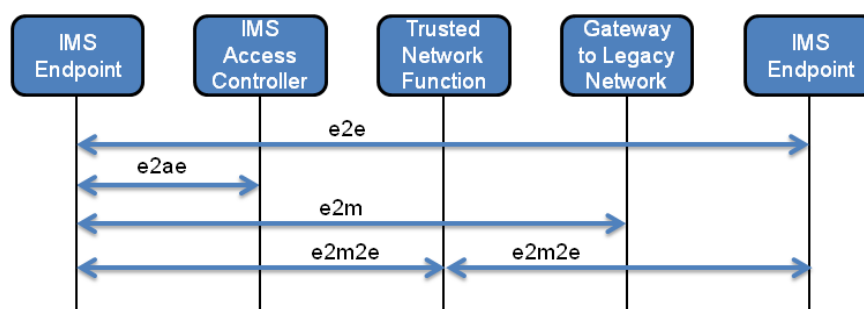 IMS
Endpoint
IMS
Access
Controller
Trusted
Network
Function
Gateway
to Legacy
Network
IMS
Endpoint
e2e
e2ae
e2m
e2m2e
e2m2e